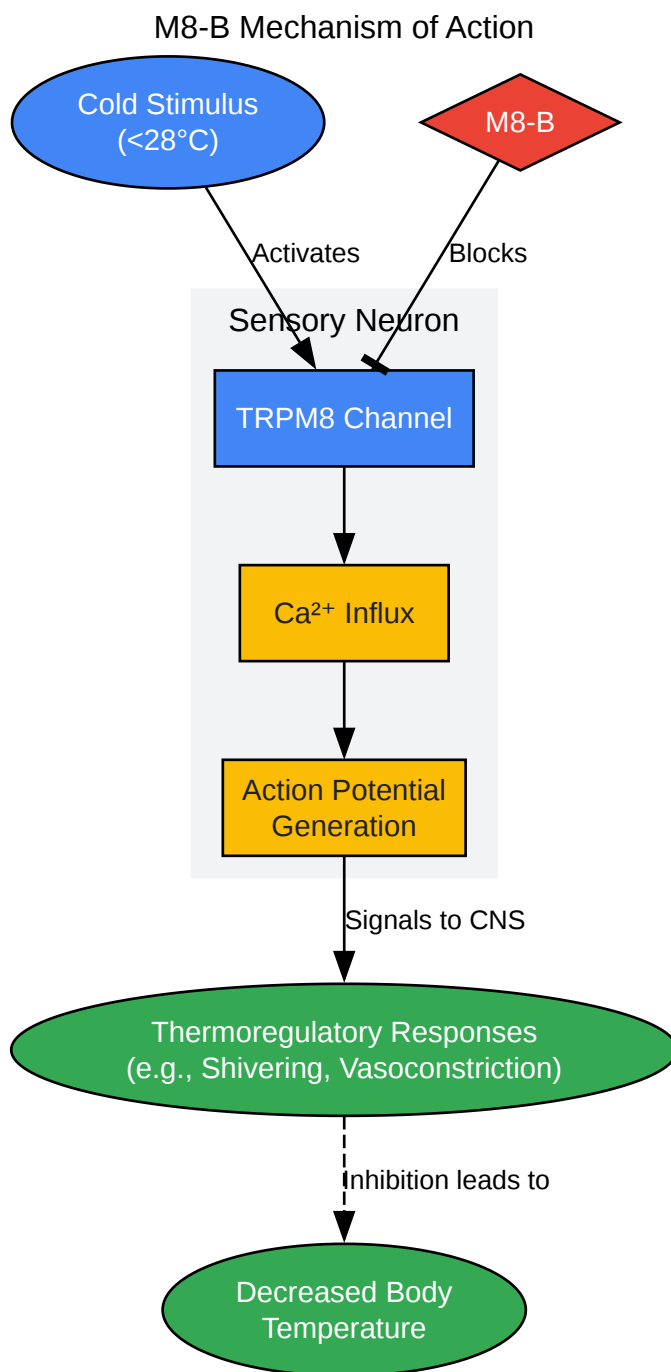 M8-B Mechanism of Action
Cold Stimulus
(<28°C)
M8-B
Activates
Blocks
Sensory Neuron
TRPM8 Channel
Ca²⁺ Influx
Action Potential
Generation
Signals to CNS
Thermoregulatory Responses
(e.g., Shivering, Vasoconstriction)
Inhibition leads to
Decreased Body
Temperature